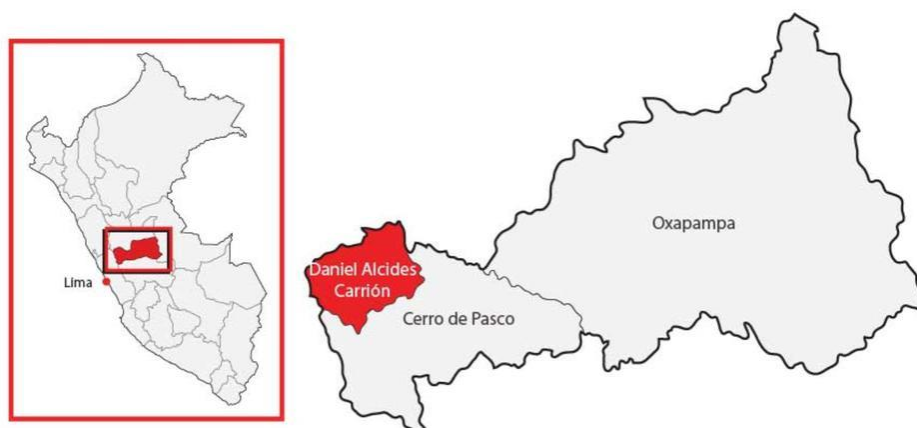 Lima
Oxapampa
Daniel Alcides
Carrión
Cerro de Pasco